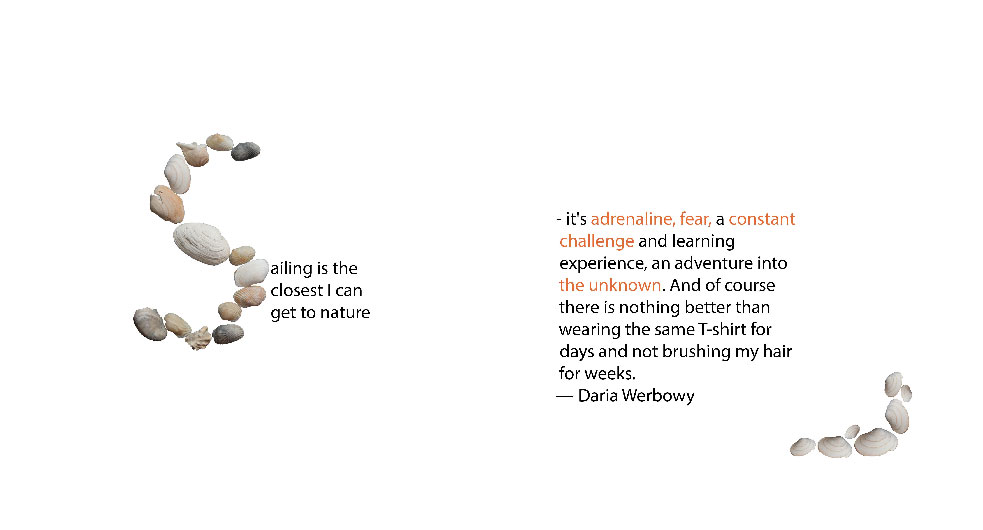 Sailing is the
closest I can
get to nature
- it's adrenaline, fear, a constant
challenge and learning
experience, an adventure into
the unknown. And of course
there is nothing better than
wearing the same T-shirt for
days and not brushing my hair
for weeks.
— Daria Werbowy